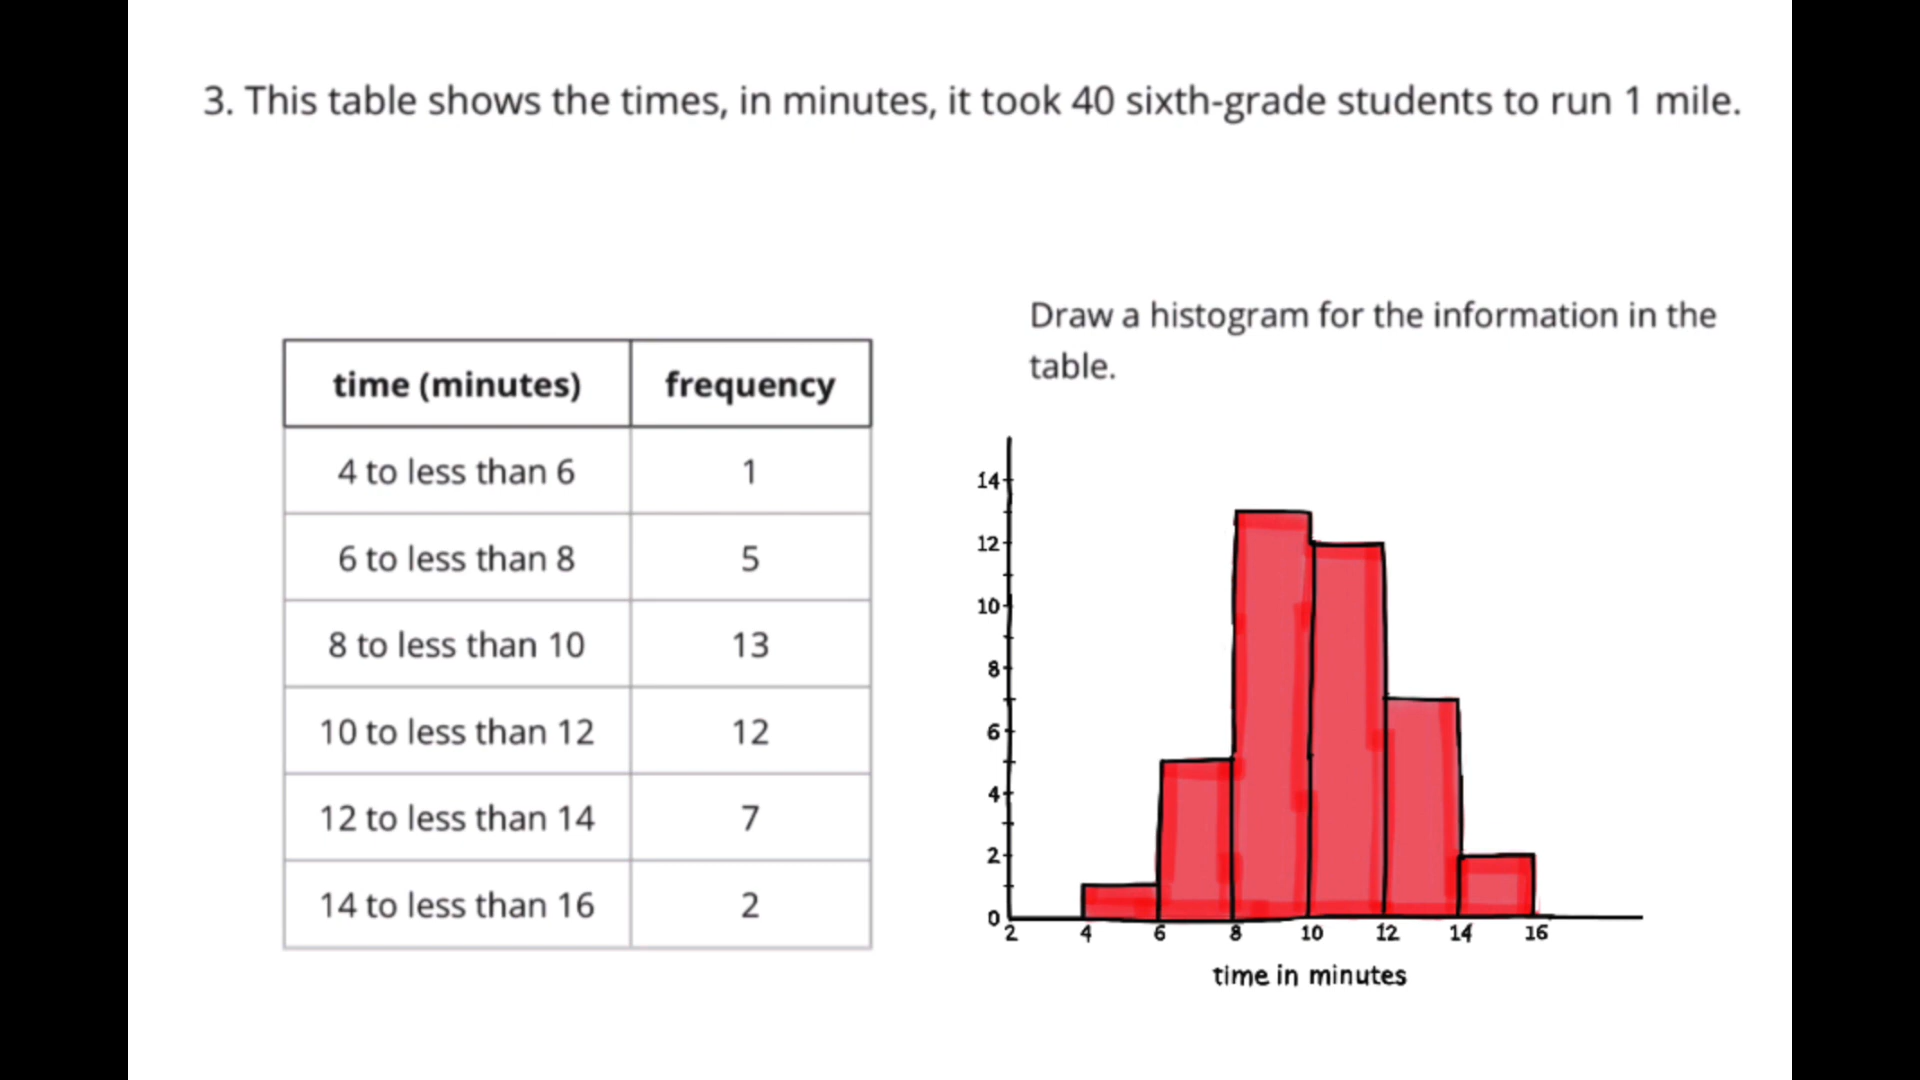 3. This table shows the times, in minutes, it took 40 sixth-grade students to run 1 mile.
Draw a histogram for the information in the
table.
time (minutes) frequency
4 to less than 6 1
6 to less than 8 5
8 to less than 10 13
10 to less than 12 12
12 to less than 14 7
14 to less than 16 2
14
12
10
8
6
4
2
0
2 4 6 8 10 12 14 16
time in minutes